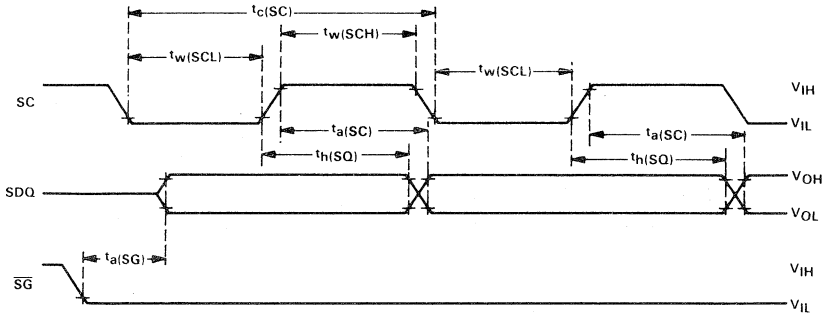 tc(SC)
tw(SCH)
tw(SCL)
tw(SCL)
SC
VIH
VIL
ta(SC)
ta(SC)
th(SQ)
th(SQ)
SDQ
VOH
VOL
ta(SG)
SG
VIH
VIL